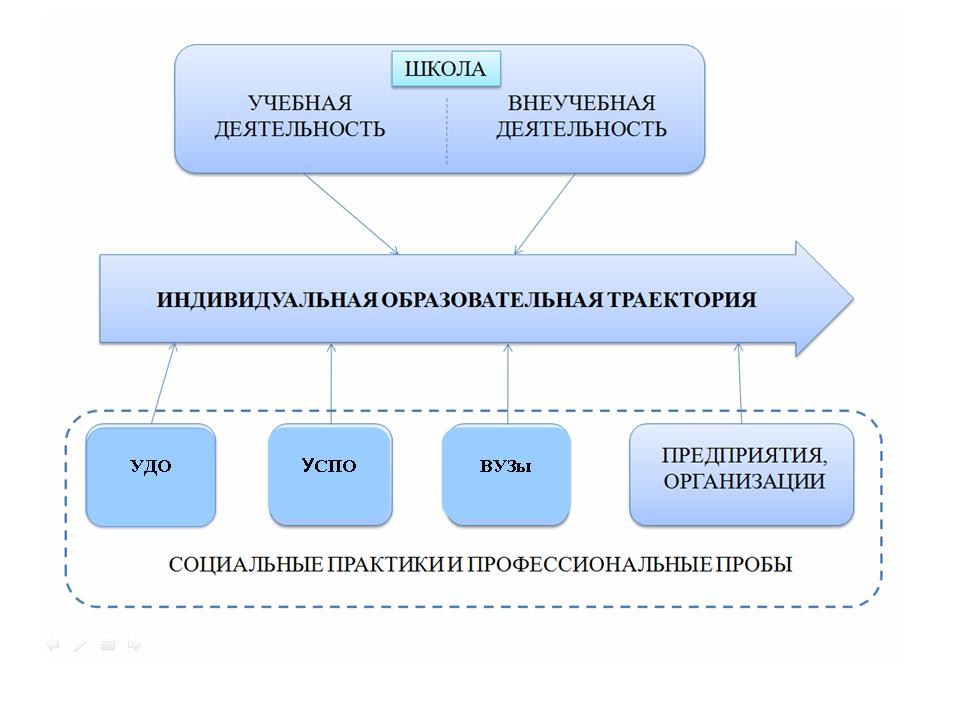 ШКОЛА
УЧЕБНАЯ
ДЕЯТЕЛЬНОСТЬ
ВНЕУЧЕБНАЯ
ДЕЯТЕЛЬНОСТЬ
ИНДИВИДУАЛЬНАЯ ОБРАЗОВАТЕЛЬНАЯ ТРАЕКТОРИЯ
УДО
УСПО
ВУЗы
ПРЕДПРИЯТИЯ,
ОРГАНИЗАЦИИ
СОЦИАЛЬНЫЕ ПРАКТИКИ И ПРОФЕССИОНАЛЬНЫЕ ПРОБЫ